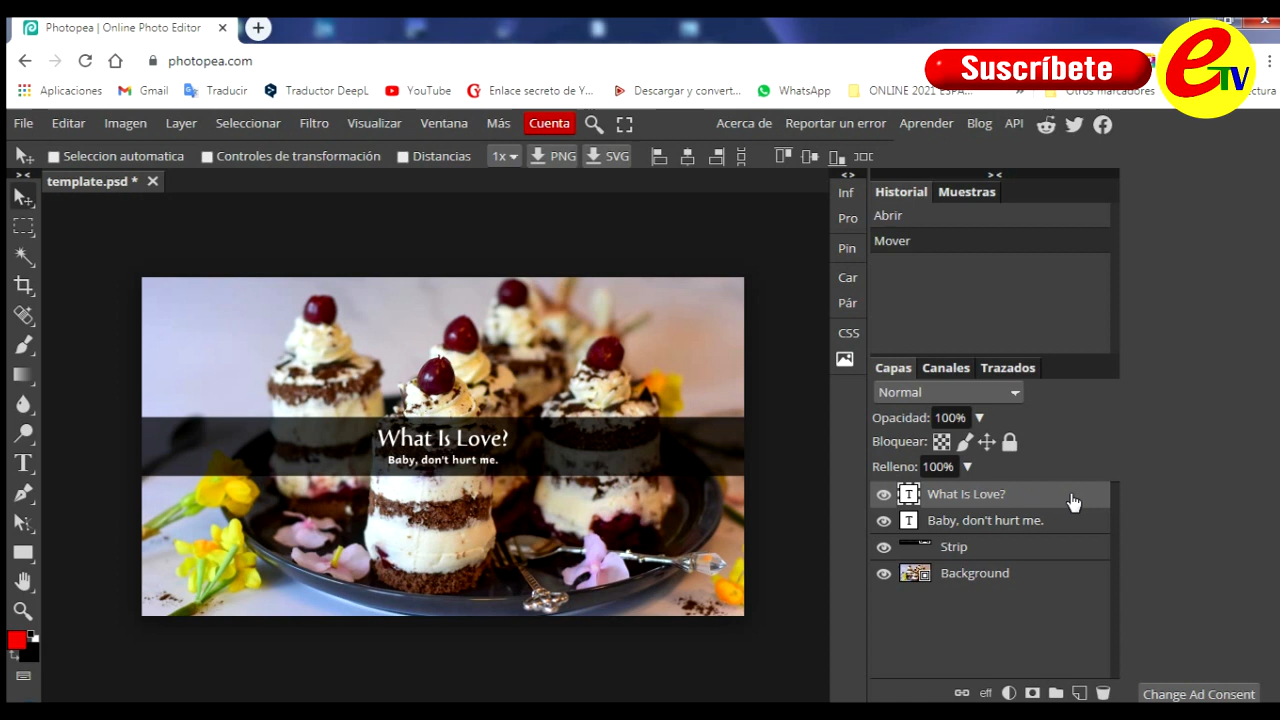 Photopea | Online Photo Editor
photopea.com
Suscríbete
e TV
Aplicaciones Gmail Traducir Traductor DeepL YouTube Enlace secreto de Y... Descargar y convert... WhatsApp ONLINE 2021 ESPA... » Otros marcadores
File Editar Imagen Layer Seleccionar Filtro Visualizar Ventana Más Cuenta Acerca de Reportar un error Aprender Blog API
Seleccion automatica Controles de transformación Distancias 1x PNG SVG
template.psd *
Inf
Pro
Pin
Car
Pár
CSS
Historial Muestras
Abrir
Mover
What Is Love?
Baby, don't hurt me.
Capas Canales Trazados
Normal
Opacidad: 100%
Bloquear:
Relleno: 100%
T What Is Love?
T Baby, don't hurt me.
Strip
Background
eff
Change Ad Consent